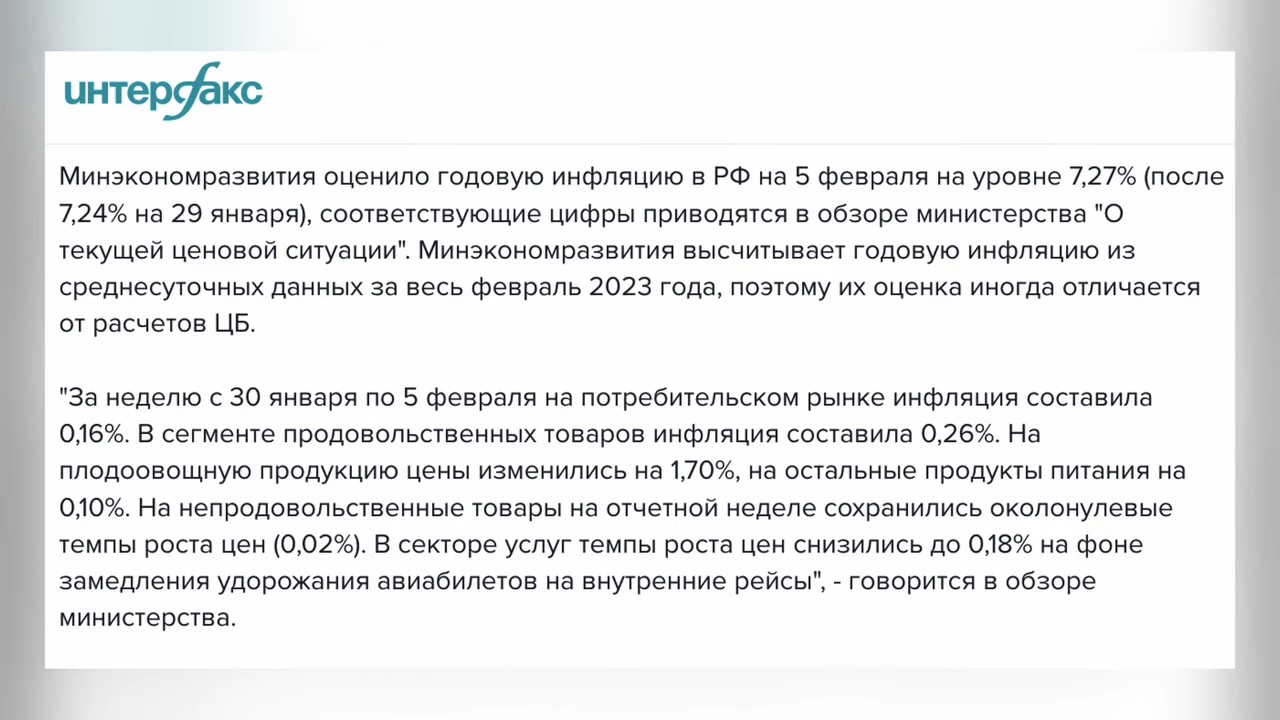 интерфакс
Минэкономразвития оценило годовую инфляцию в РФ на 5 февраля на уровне 7,27% (после
7,24% на 29 января), соответствующие цифры приводятся в обзоре министерства "О
текущей ценовой ситуации". Минэкономразвития высчитывает годовую инфляцию из
среднесуточных данных за весь февраль 2023 года, поэтому их оценка иногда отличается
от расчетов ЦБ.
"За неделю с 30 января по 5 февраля на потребительском рынке инфляция составила
0,16%. В сегменте продовольственных товаров инфляция составила 0,26%. На
плодоовощную продукцию цены изменились на 1,70%, на остальные продукты питания на
0,10%. На непродовольственные товары на отчетной неделе сохранились околонулевые
темпы роста цен (0,02%). В секторе услуг темпы роста цен снизились до 0,18% на фоне
замедления удорожания авиабилетов на внутренние рейсы", - говорится в обзоре
министерства.